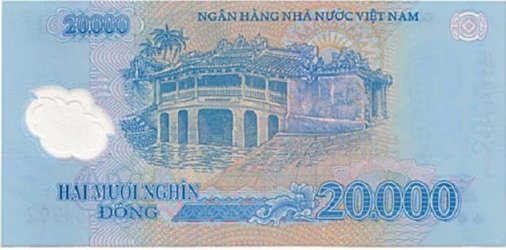 20.000
NGÂN HÀNG NHÀ NƯỚC VIỆT NAM
HAI MƯƠI NGHÌN
ĐỒNG
20.000